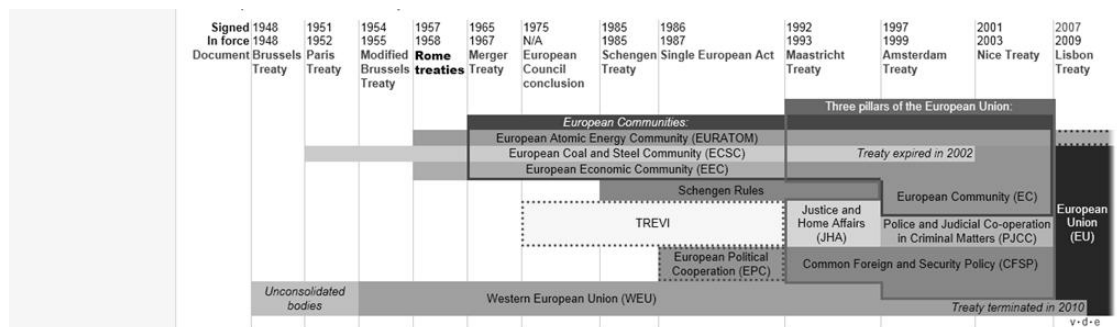 Signed 1948 1951 1954 1957 1965 1975 1985 1986 1992 1997 2001 2007
In force 1948 1952 1955 1958 1967 N/A 1985 1987 1993 1999 2003 2009
Document Brussels Paris Modified Rome Merger European Schengen Single European Act Maastricht Amsterdam Nice Treaty Lisbon
Treaty Treaty Brussels treaties Treaty Council Treaty Treaty Treaty Treaty
Treaty conclusion
Three pillars of the European Union:
European Communities:
European Atomic Energy Community (EURATOM)
European Coal and Steel Community (ECSC) Treaty expired in 2002
European Economic Community (EEC)
Schengen Rules
European Community (EC)
TREVI
Justice and
Home Affairs
(JHA)
Police and Judicial Co-operation
in Criminal Matters (PJCC)
European
Union
(EU)
European Political
Cooperation (EPC)
Common Foreign and Security Policy (CFSP)
Unconsolidated
bodies
Western European Union (WEU)
Treaty terminated in 2010
v·d·e